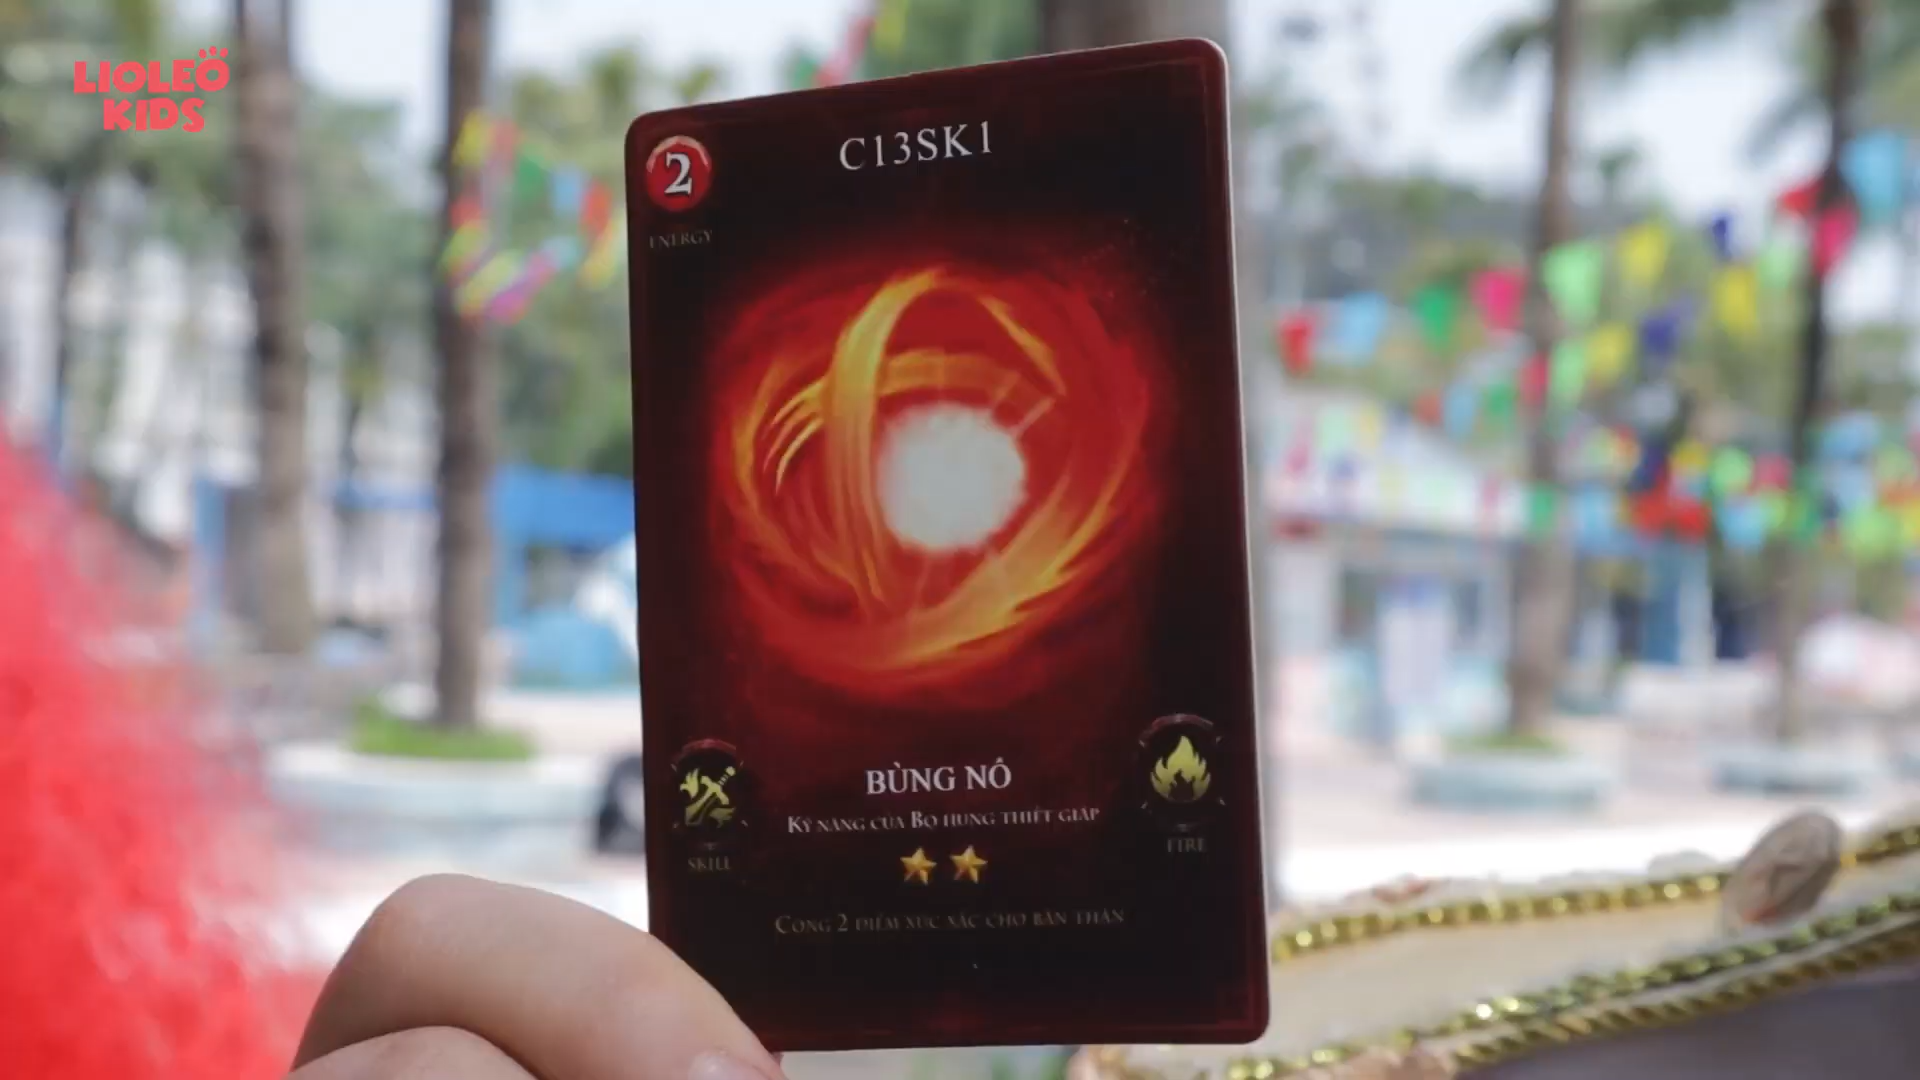 LIOLEO
KIDS
C13SK1
2
ENERGY
BÙNG NỔ
KỸ NĂNG CỦA BỌ HUNG THIẾT GIÁP
SKILL
FIRE
CỘNG 2 ĐIỂM XÚC XẮC CHO BẢN THÂN